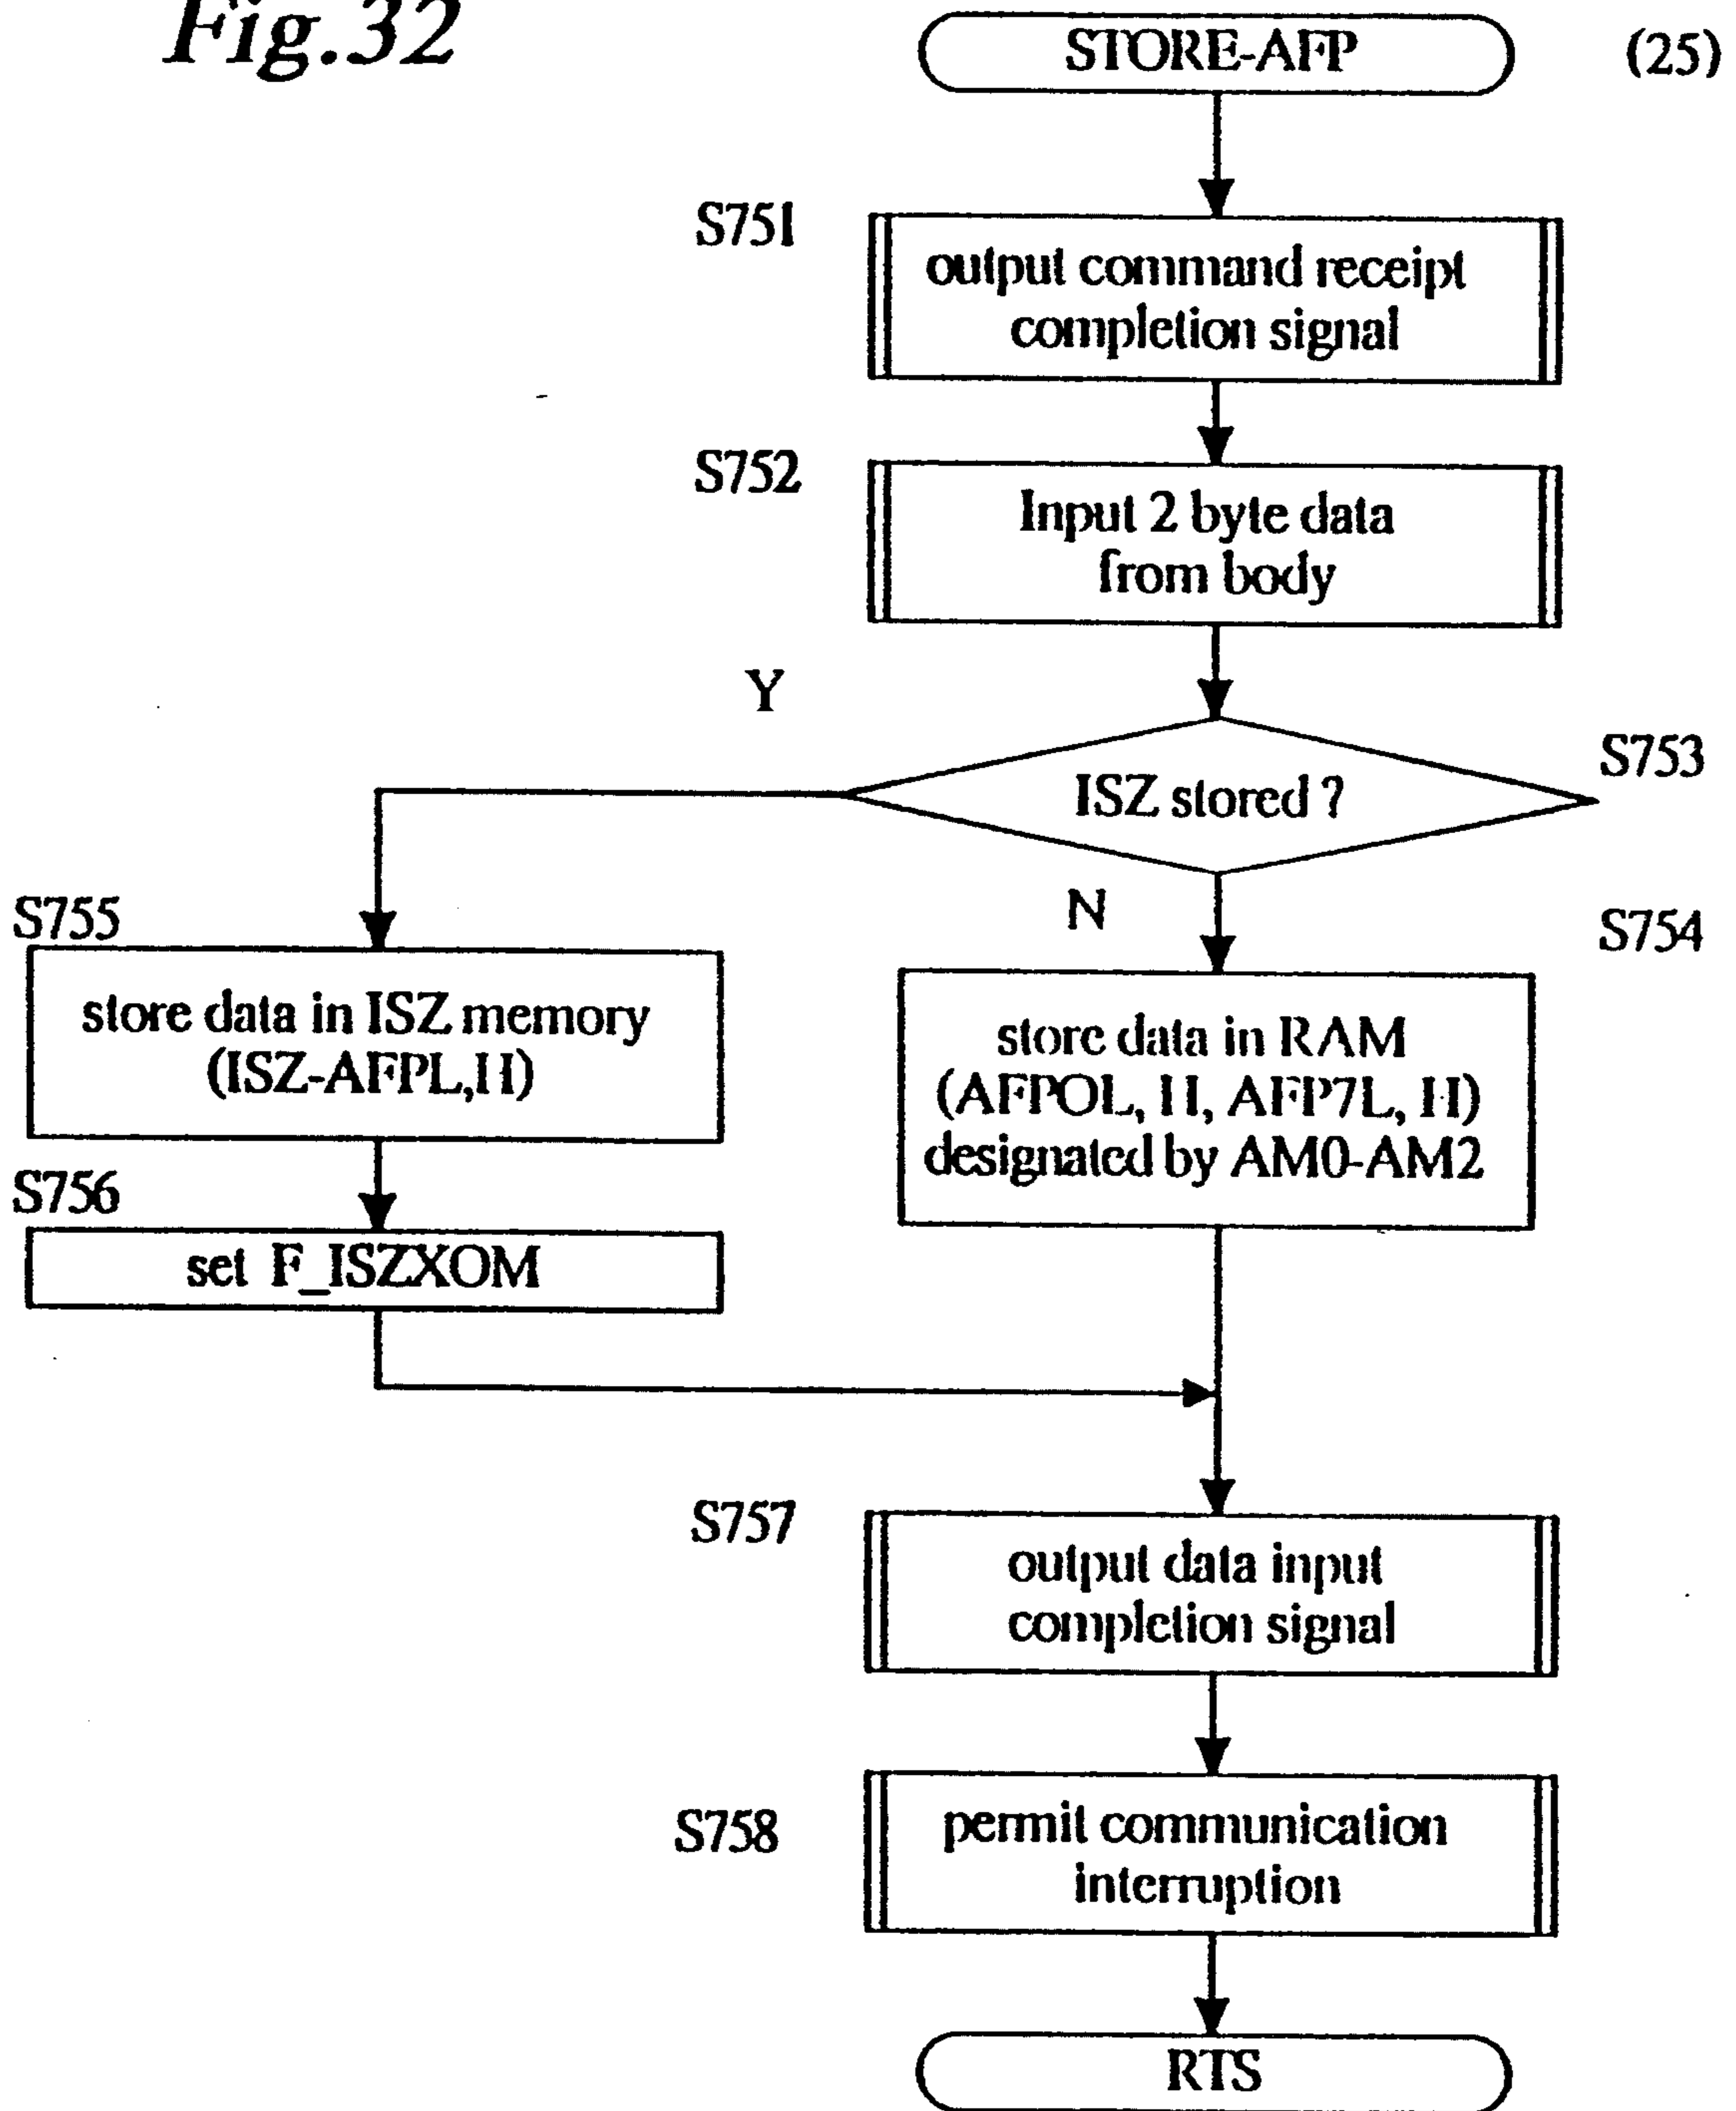 Fig.32
STORE-AFP
(25)
S751
output command receipt
completion signal
S752
Input 2 byte data
from body
Y
S753
ISZ stored ?
N
S755
store data in ISZ memory
(ISZ-AFPL,H)
S754
store data in RAM
(AFPOL, H, AFP7L, H)
designated by AM0-AM2
S756
set F_ISZXOM
S757
output data input
completion signal
S758
permit communication
interruption
RTS